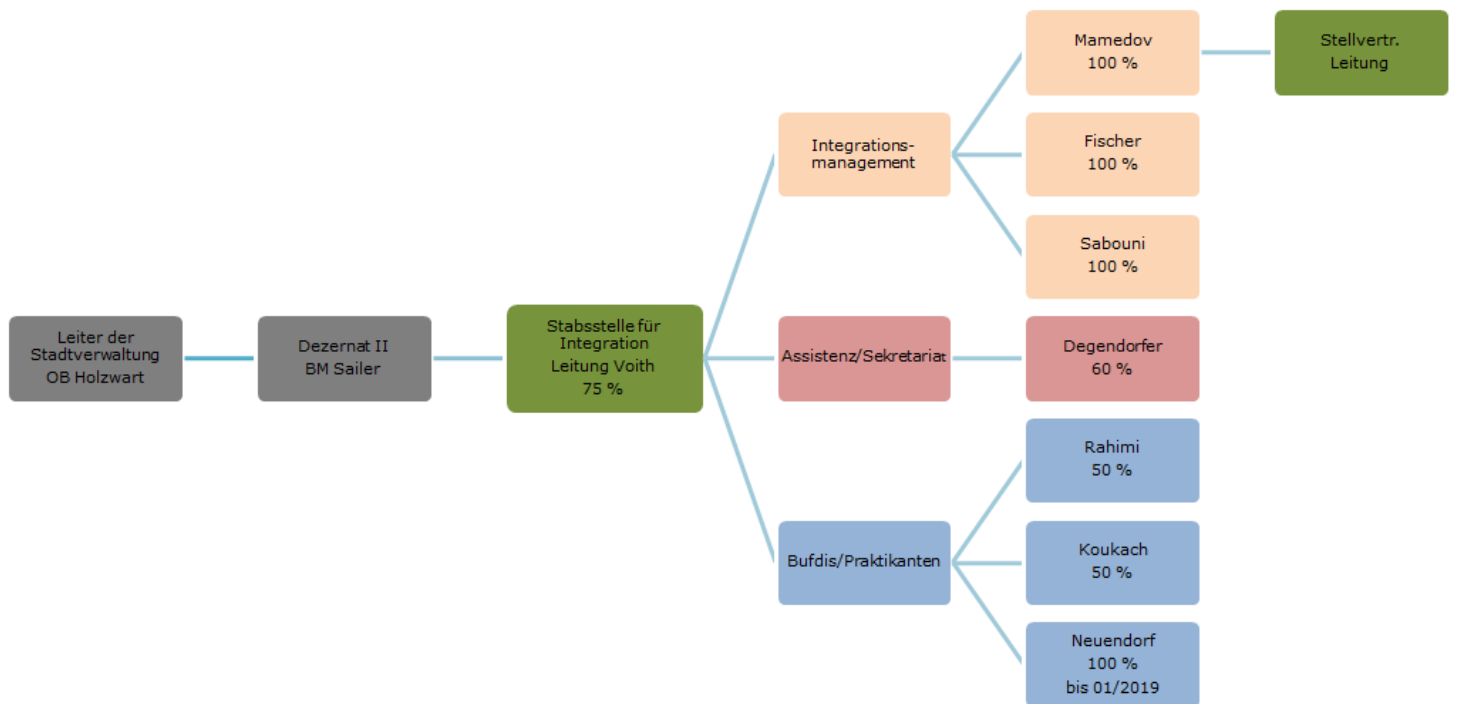 Leiter der
Stadtverwaltung
OB Holzwart
Dezernat II
BM Sailer
Stabsstelle für
Integration
Leitung Voith
75 %
Integrations-
management
Mamedov
100 %
Stellvertr.
Leitung
Fischer
100 %
Sabouni
100 %
Assistenz/Sekretariat
Degendorfer
60 %
Bufdis/Praktikanten
Rahimi
50 %
Koukach
50 %
Neuendorf
100 %
bis 01/2019